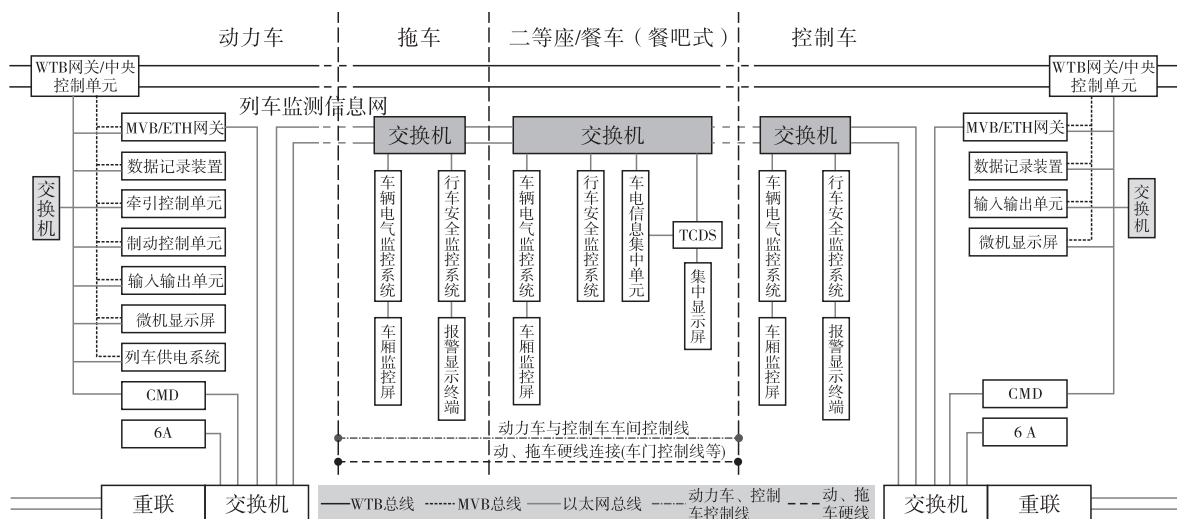 动力车
拖车
二等座/餐车（餐吧式）
控制车
WTB网关/中央
控制单元
列车监测信息网
MVB/ETH网关
数据记录装置
牵引控制单元
制动控制单元
输入输出单元
微机显示屏
列车供电系统
CMD
6A
交换机
重联
交换机
交换机
车辆电气监控系统
行车安全监控系统
车厢监控屏
报警显示终端
交换机
车辆电气监控系统
行车安全监控系统
车电信息集中单元
TCDS
车厢监控屏
集中显示屏
交换机
车辆电气监控系统
行车安全监控系统
车厢监控屏
报警显示终端
WTB网关/中央
控制单元
MVB/ETH网关
数据记录装置
输入输出单元
微机显示屏
交换机
CMD
6 A
交换机
重联
动力车与控制车车间控制线
动、拖车硬线连接(车门控制线等)
WTB总线
MVB总线
以太网总线
动力车、控制
车控制线
动、拖
车硬线